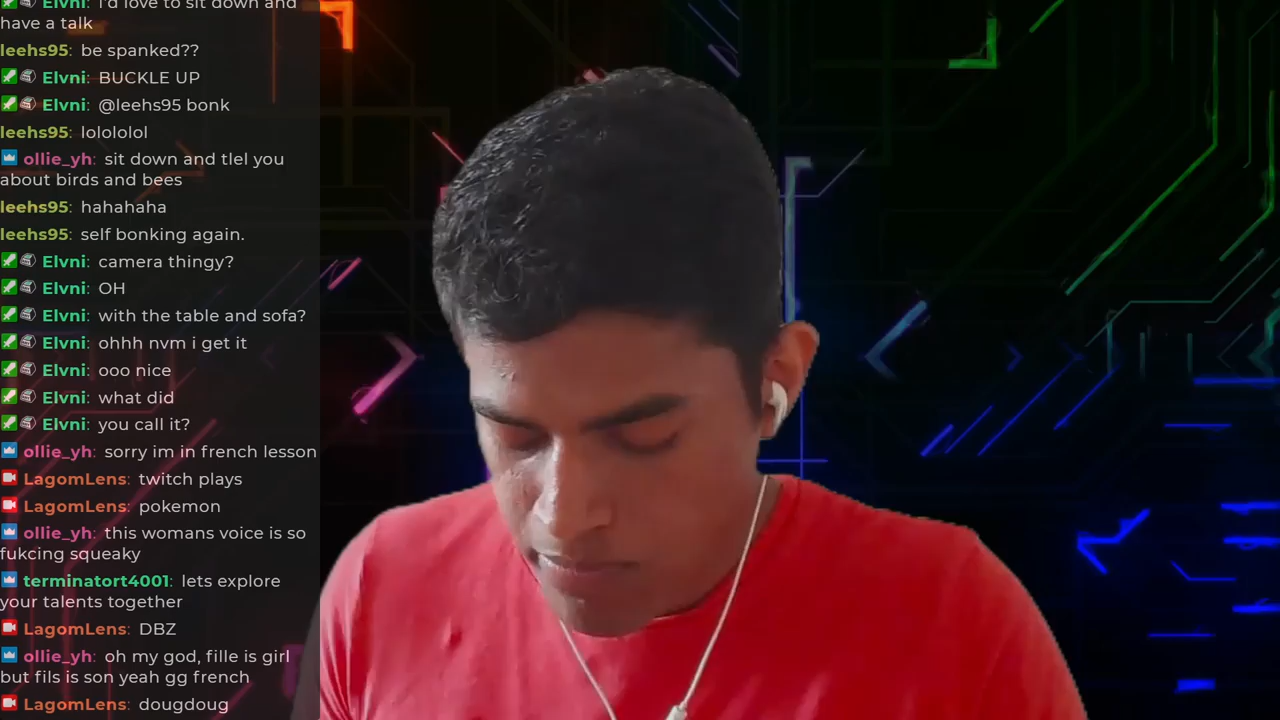 Elvni: I'd love to sit down and
have a talk
leehs95: be spanked??
Elvni: BUCKLE UP
Elvni: @leehs95 bonk
leehs95: lolololol
ollie_yh: sit down and tlel you
about birds and bees
leehs95: hahahaha
leehs95: self bonking again.
Elvni: camera thingy?
Elvni: OH
Elvni: with the table and sofa?
Elvni: ohhh nvm i get it
Elvni: ooo nice
Elvni: what did
Elvni: you call it?
ollie_yh: sorry im in french lesson
LagomLens: twitch plays
LagomLens: pokemon
ollie_yh: this womans voice is so
fukcing squeaky
terminatort4001: lets explore
your talents together
LagomLens: DBZ
ollie_yh: oh my god, fille is girl
but fils is son yeah gg french
LagomLens: dougdoug